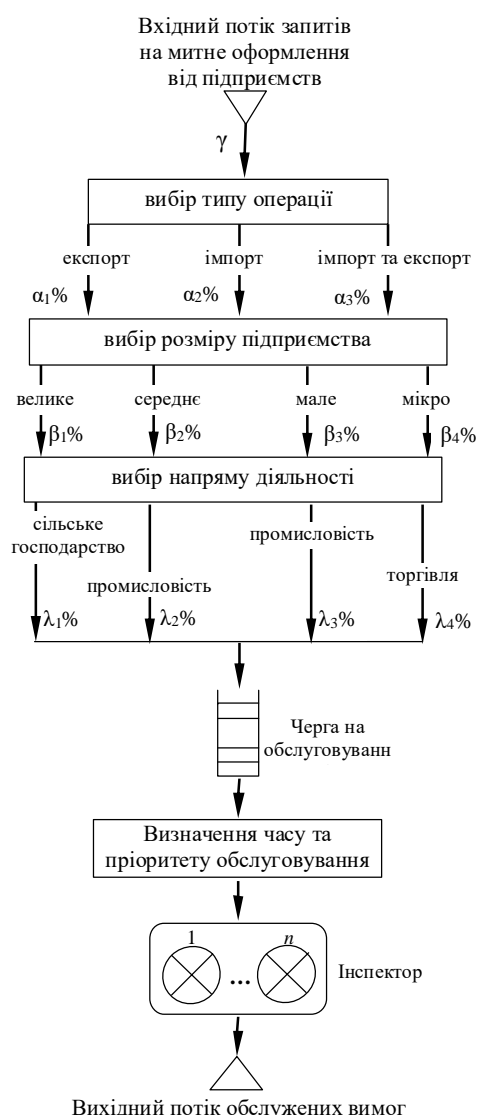 Вхідний потік запитів
на митне оформлення
від підприємств
γ
вибір типу операції
експорт імпорт імпорт та експорт
α1% α2% α3%
вибір розміру підприємства
велике середнє мале мікро
β1% β2% β3% β4%
вибір напряму діяльності
сільське
господарство
промисловість
торгівля
промисловість
λ1% λ2% λ3% λ4%
Черга на
обслуговуванн
Визначення часу та
пріоритету обслуговування
1 n
...
Інспектор
Вихідний потік обслужених вимог